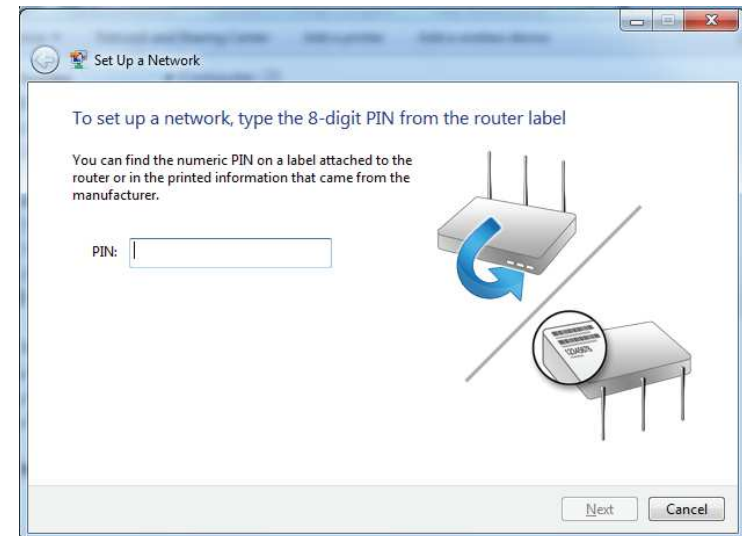 Set Up a Network
To set up a network, type the 8-digit PIN from the router label
You can find the numeric PIN on a label attached to the
router or in the printed information that came from the
manufacturer.
PIN:
12345678
Next
Cancel